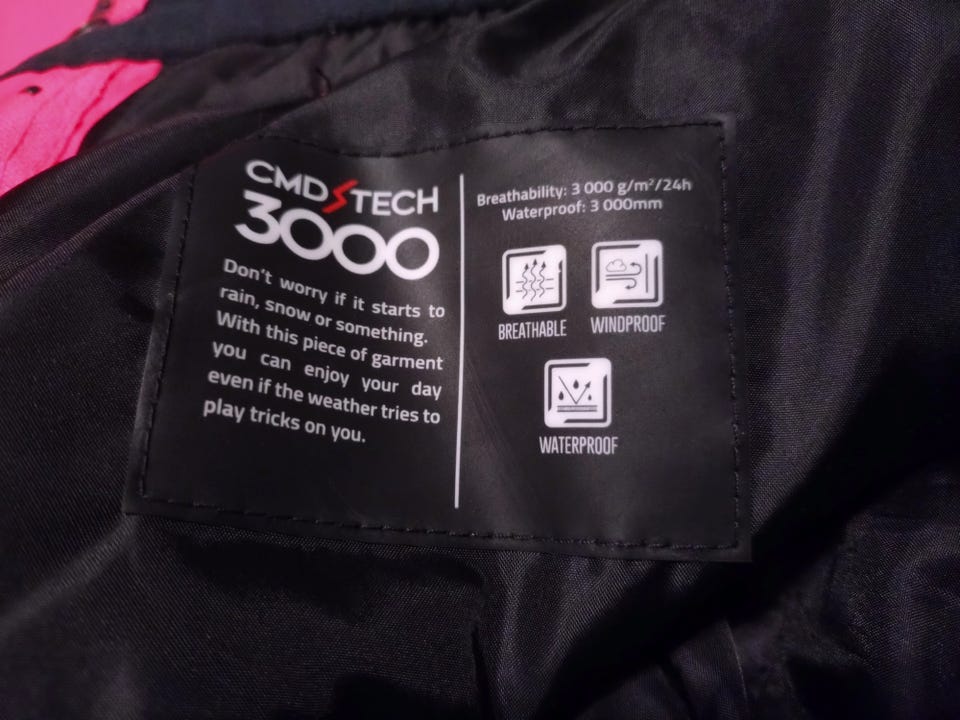 CMD TECH
3000
Don't worry if it starts to
rain, snow or something.
With this piece of garment
you can enjoy your day
even if the weather tries to
play tricks on you.
Breathability: 3 000 g/m²/24h
Waterproof: 3 000mm
BREATHABLE
WINDPROOF
WATERPROOF